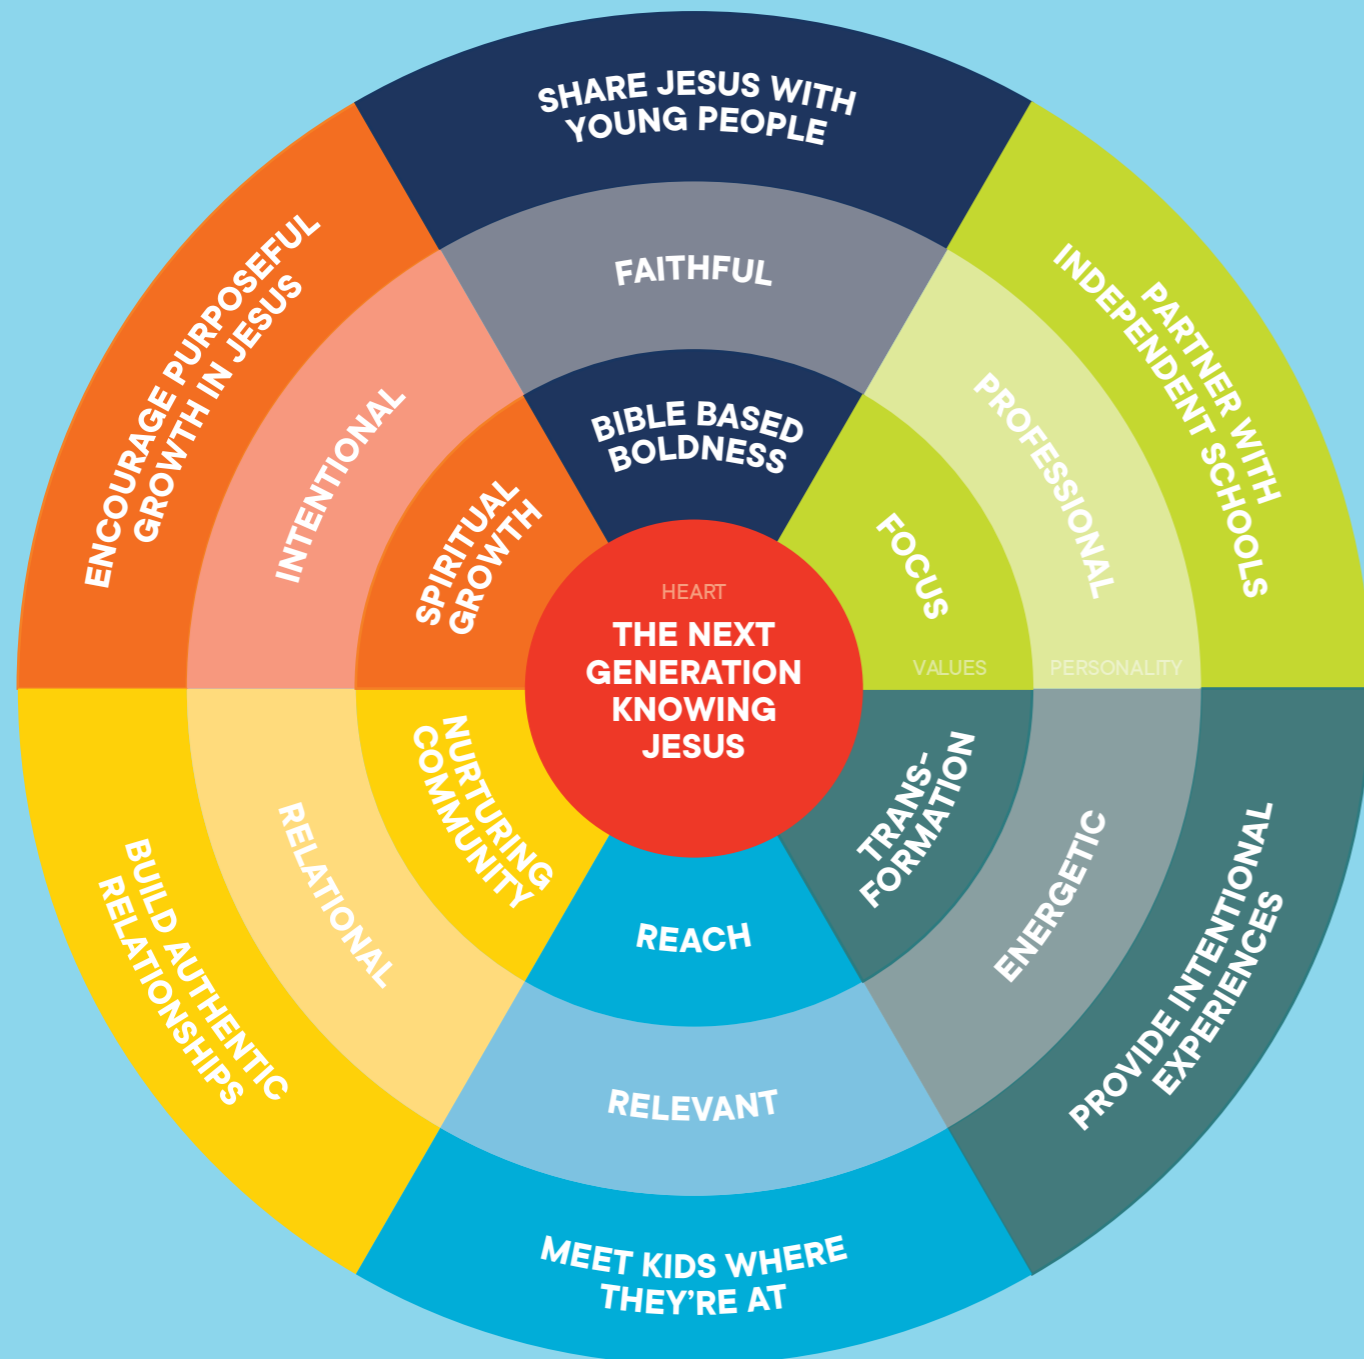 SHARE JESUS WITH
YOUNG PEOPLE
FAITHFUL
BIBLE BASED
BOLDNESS
PARTNER WITH
INDEPENDENT SCHOOLS
PROFESSIONAL
FOCUS
VALUES
PERSONALITY
PROVIDE INTENTIONAL
EXPERIENCES
ENERGETIC
TRANS-
FORMATION
MEET KIDS WHERE
THEY'RE AT
RELEVANT
REACH
BUILD AUTHENTIC
RELATIONSHIPS
RELATIONAL
NURTURING
COMMUNITY
ENCOURAGE PURPOSEFUL
GROWTH IN JESUS
INTENTIONAL
SPIRITUAL
GROWTH
HEART
THE NEXT
GENERATION
KNOWING
JESUS